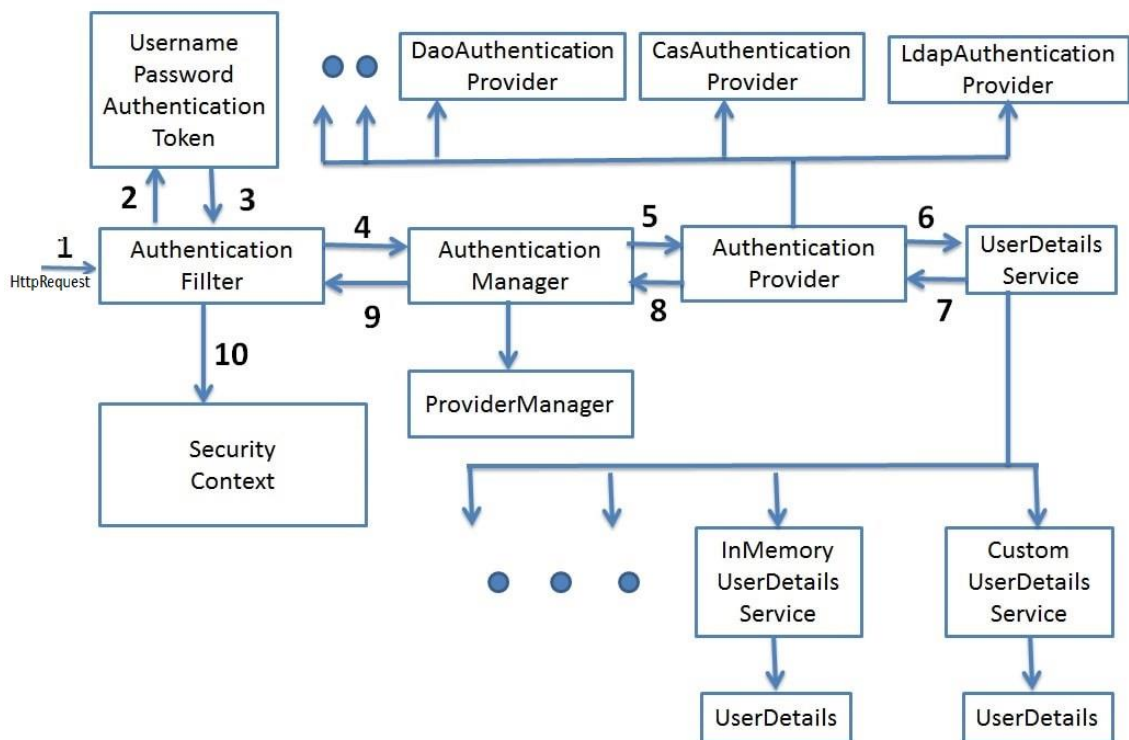 Username
Password
Authentication
Token
DaoAuthentication
Provider
CasAuthentication
Provider
LdapAuthentication
Provider
2
3
4
5
6
1
HttpRequest
Authentication
Fillter
Authentication
Manager
Authentication
Provider
UserDetails
Service
9
8
7
10
ProviderManager
Security
Context
InMemory
UserDetails
Service
Custom
UserDetails
Service
UserDetails
UserDetails